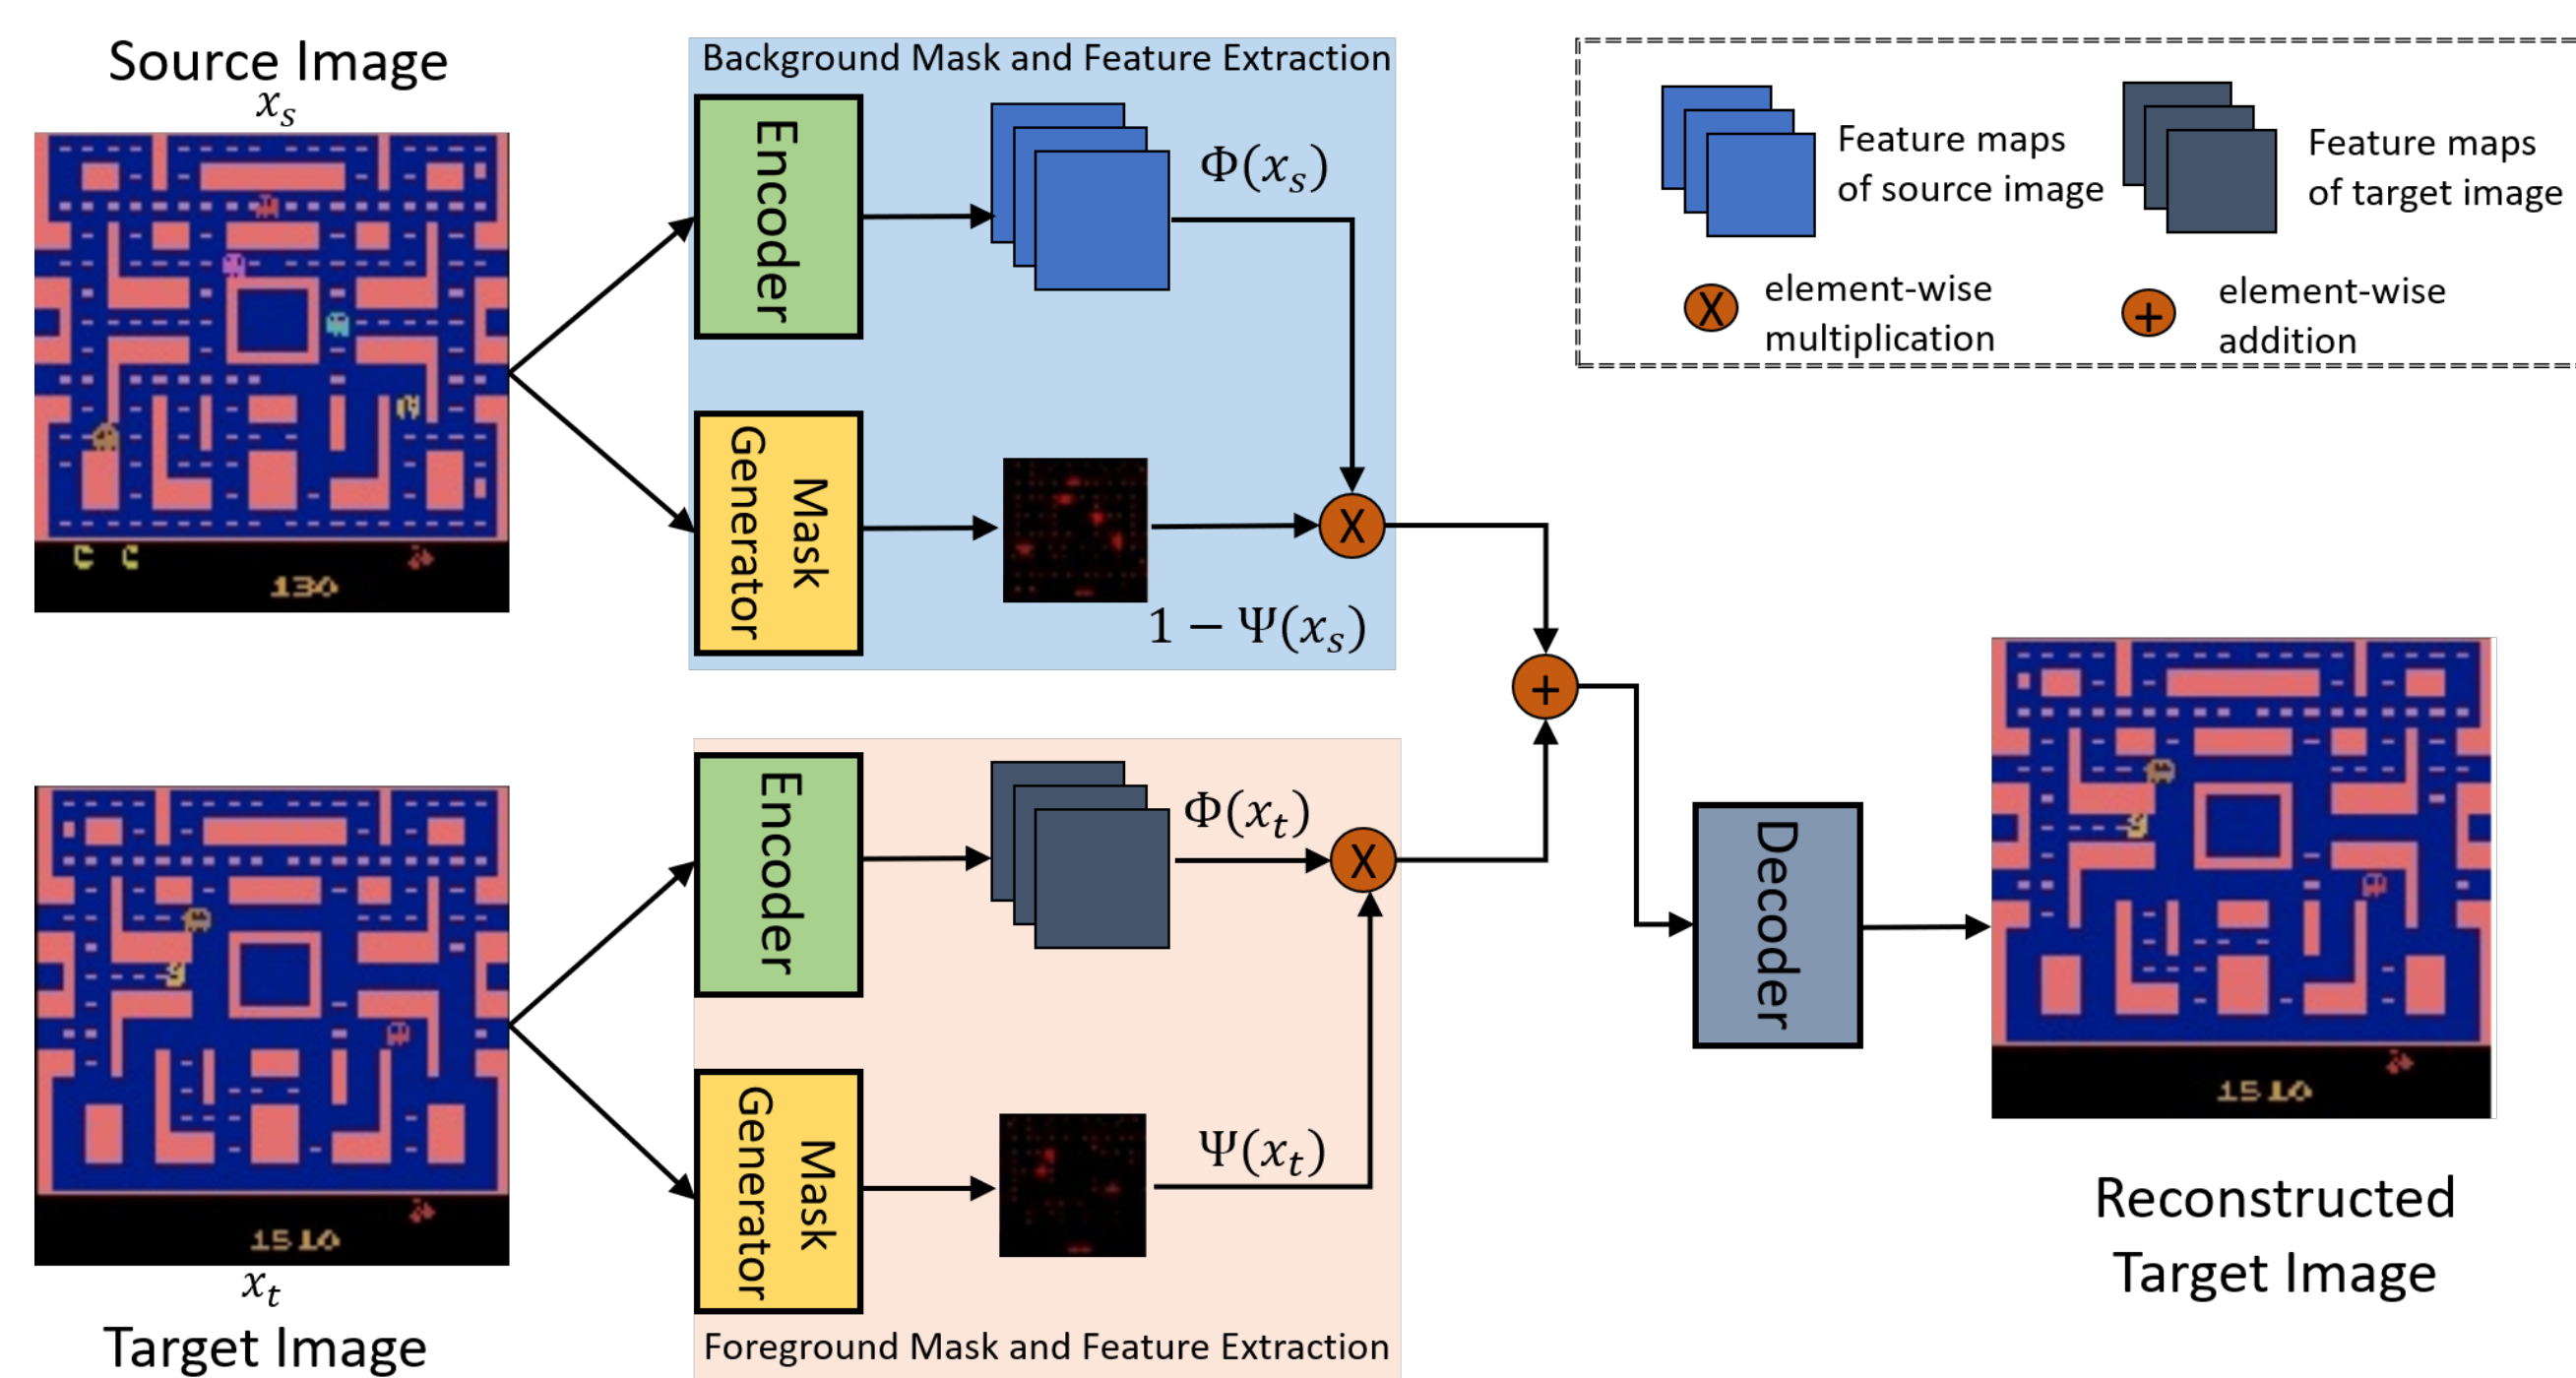 Source Image
x_s
130
Background Mask and Feature Extraction
Encoder
Φ(x_s)
Mask
Generator
1 − Ψ(x_s)
X
Feature maps
of source image
Feature maps
of target image
X
element-wise
multiplication
+
element-wise
addition
+
1510
x_t
Target Image
Encoder
Φ(x_t)
X
Mask
Generator
Ψ(x_t)
Foreground Mask and Feature Extraction
Decoder
1510
Reconstructed
Target Image